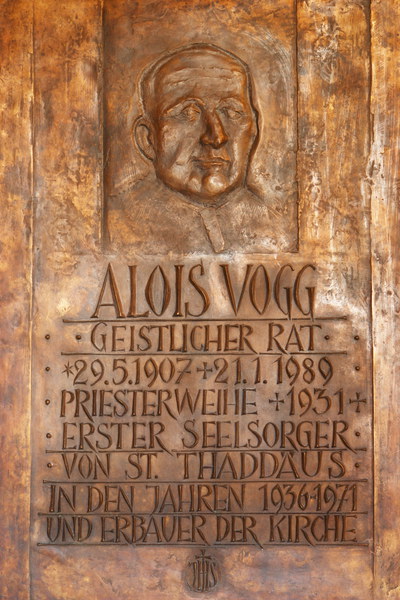 ALOIS VOGG
· GEISTLICHER RAT ·
· *29.5.1907 · +21.1.1989 ·
· PRIESTERWEIHE +1931+
· ERSTER SEELSORGER ·
· VON ST. THADDÄUS ·
IN DEN JAHREN 1936-1971
UND ERBAUER DER KIRCHE
IHS